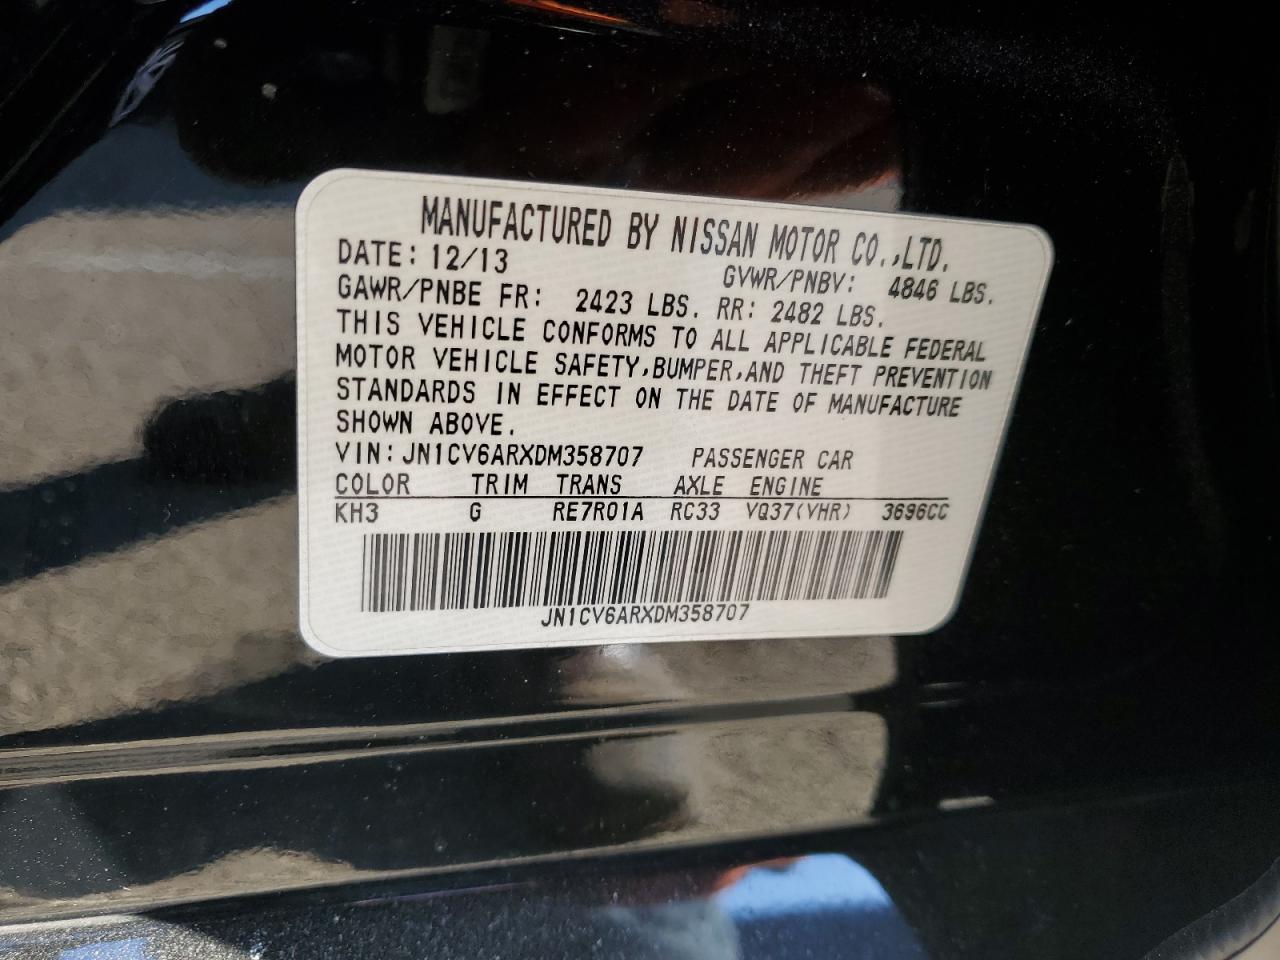 MANUFACTURED BY NISSAN MOTOR CO.,LTD.
DATE: 12/13 GVWR/PNBV: 4846 LBS.
GAWR/PNBE FR: 2423 LBS. RR: 2482 LBS.
THIS VEHICLE CONFORMS TO ALL APPLICABLE FEDERAL
MOTOR VEHICLE SAFETY,BUMPER,AND THEFT PREVENTION
STANDARDS IN EFFECT ON THE DATE OF MANUFACTURE
SHOWN ABOVE.
VIN:JN1CV6ARXDM358707 PASSENGER CAR
COLOR TRIM TRANS AXLE ENGINE
KH3 G RE7R01A RC33 VQ37(VHR) 3696CC
JN1CV6ARXDM358707